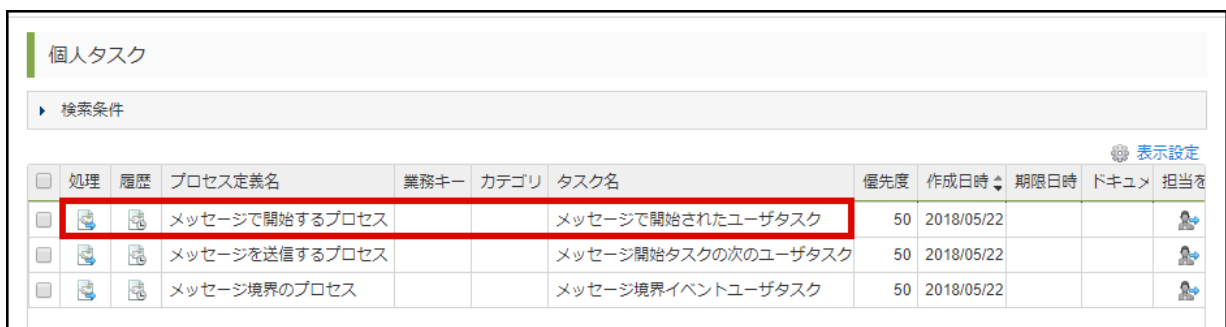 個人タスク
検索条件
表示設定
処理 履歴 プロセス定義名 業務キー カテゴリ タスク名 優先度 作成日時 期限日時 ドキュメ 担当を
メッセージで開始するプロセス メッセージで開始されたユーザタスク 50 2018/05/22
メッセージを送信するプロセス メッセージ開始タスクの次のユーザタスク 50 2018/05/22
メッセージ境界のプロセス メッセージ境界イベントユーザタスク 50 2018/05/22